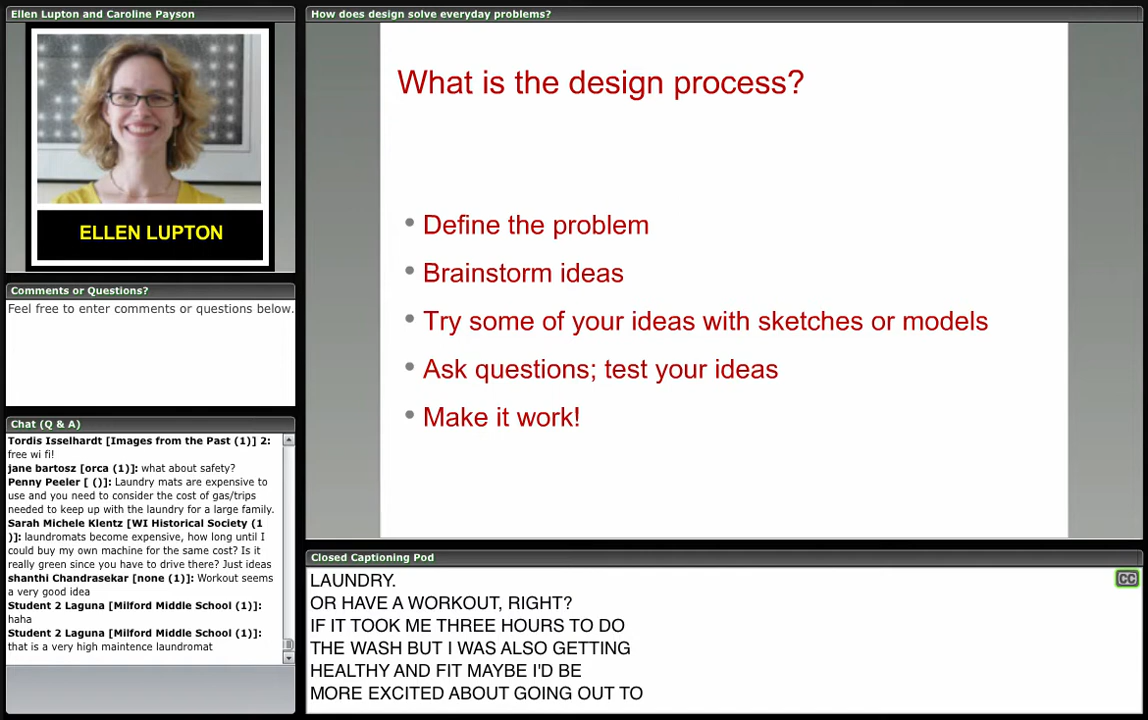 Ellen Lupton and Caroline Payson
ELLEN LUPTON
Comments or Questions?
Feel free to enter comments or questions below.
Chat (Q & A)
Tordis Isselhardt [Images from the Past (1)] 2:
free wi fi!
jane bartosz [orca (1)]: what about safety?
Penny Peeler [ ()]: Laundry mats are expensive to
use and you need to consider the cost of gas/trips
needed to keep up with the laundry for a large family.
Sarah Michele Klentz [WI Historical Society (1
)]: laundromats become expensive, how long until I
could buy my own machine for the same cost? Is it
really green since you have to drive there? Just ideas
shanthi Chandrasekar [none (1)]: Workout seems
a very good idea
Student 2 Laguna [Milford Middle School (1)]:
haha
Student 2 Laguna [Milford Middle School (1)]:
that is a very high maintence laundromat
How does design solve everyday problems?
What is the design process?
• Define the problem
• Brainstorm ideas
• Try some of your ideas with sketches or models
• Ask questions; test your ideas
• Make it work!
Closed Captioning Pod
CC
LAUNDRY.
OR HAVE A WORKOUT, RIGHT?
IF IT TOOK ME THREE HOURS TO DO
THE WASH BUT I WAS ALSO GETTING
HEALTHY AND FIT MAYBE I'D BE
MORE EXCITED ABOUT GOING OUT TO